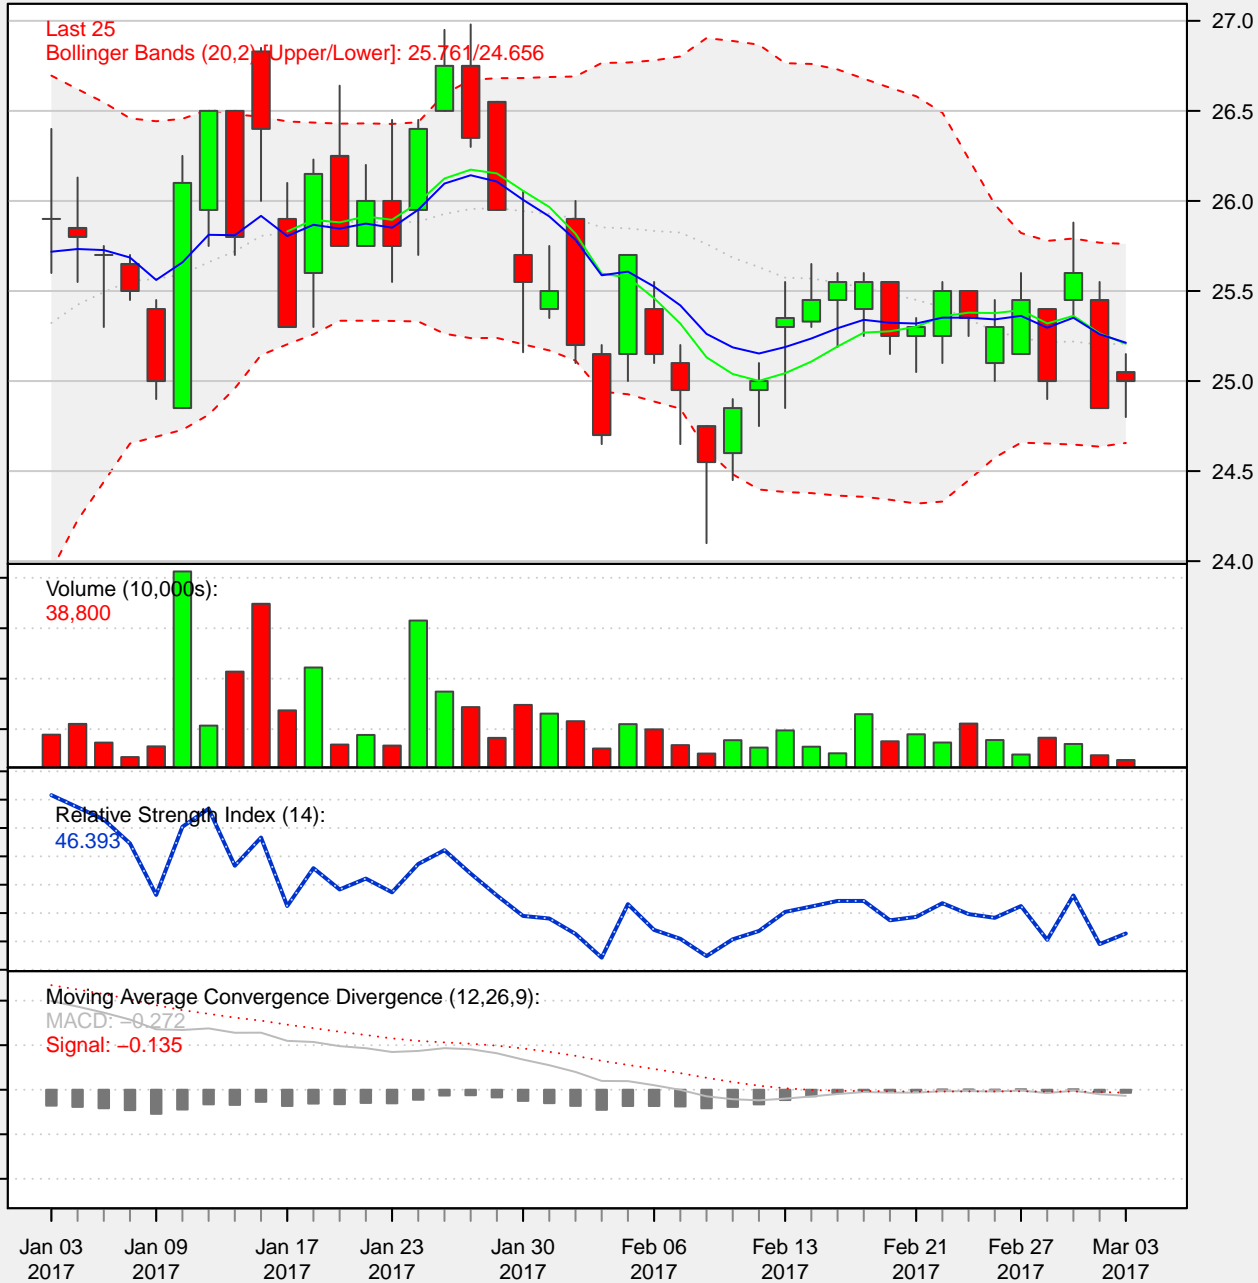 Last 25
Bollinger Bands (20,2) [Upper/Lower]: 25.761/24.656
27.0
26.5
26.0
25.5
25.0
24.5
24.0
Volume (10,000s):
38,800
Relative Strength Index (14):
46.393
Moving Average Convergence Divergence (12,26,9):
MACD: −0.272
Signal: −0.135
Jan 03 Jan 09 Jan 17 Jan 23 Jan 30 Feb 06 Feb 13 Feb 21 Feb 27 Mar 03
2017 2017 2017 2017 2017 2017 2017 2017 2017 2017